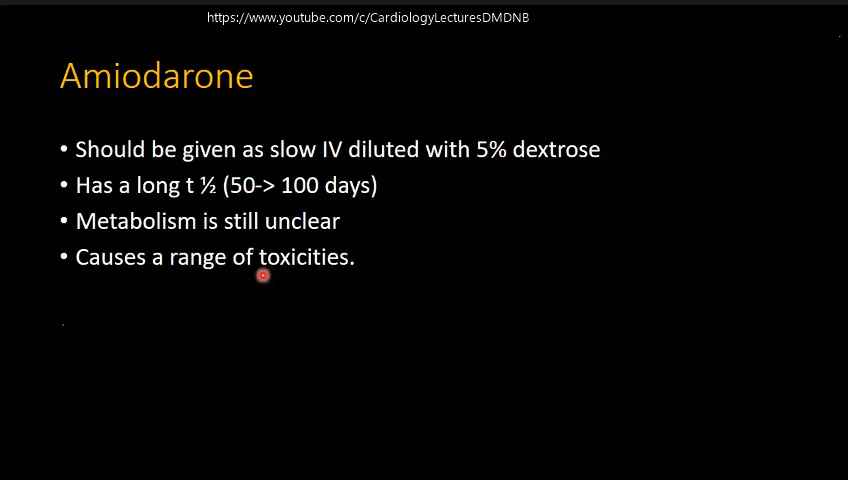 https://www.youtube.com/c/CardiologyLecturesDMDNB
Amiodarone
• Should be given as slow IV diluted with 5% dextrose
• Has a long t ½ (50-> 100 days)
• Metabolism is still unclear
• Causes a range of toxicities.